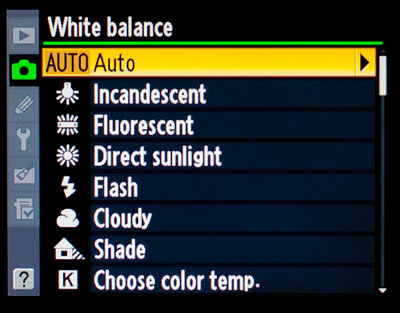 White balance
AUTO Auto
Incandescent
Fluorescent
Direct sunlight
Flash
Cloudy
Shade
K Choose color temp.
?